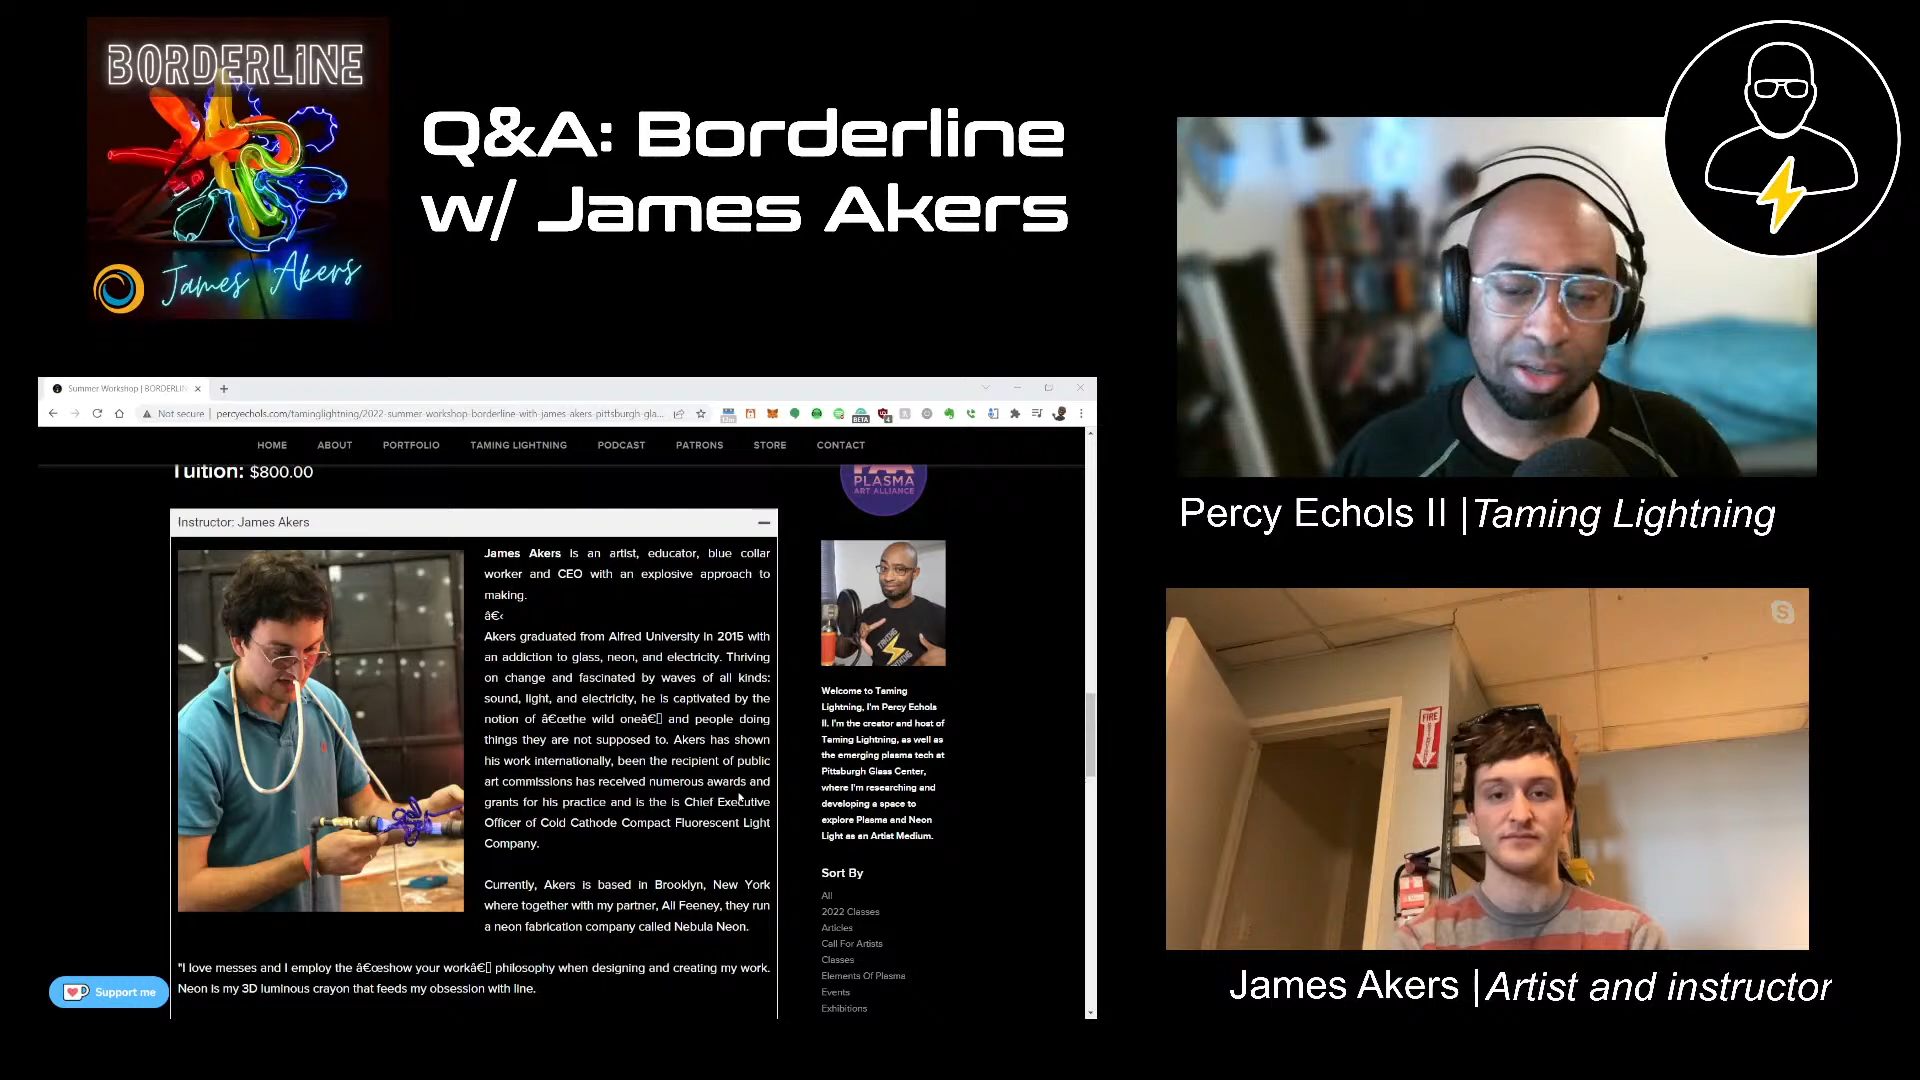 BORDERLINE
James Akers
Q&A: Borderline
w/ James Akers
Summer Workshop | BORDERLIN
Not secure | percyechols.com/taminglightning/2022-summer-workshop-borderline-with-james-akers-pittsburgh-gla...
BETA
HOME ABOUT PORTFOLIO TAMING LIGHTNING PODCAST PATRONS STORE CONTACT
Tuition: $800.00
PLASMA
ART ALLIANCE
Instructor: James Akers
James Akers is an artist, educator, blue collar
worker and CEO with an explosive approach to
making.
â€‹
Akers graduated from Alfred University in 2015 with
an addiction to glass, neon, and electricity. Thriving
on change and fascinated by waves of all kinds:
sound, light, and electricity, he is captivated by the
notion of â€œthe wild oneâ€ and people doing
things they are not supposed to. Akers has shown
his work internationally, been the recipient of public
art commissions has received numerous awards and
grants for his practice and is the is Chief Executive
Officer of Cold Cathode Compact Fluorescent Light
Company.
Currently, Akers is based in Brooklyn, New York
where together with my partner, Ali Feeney, they run
a neon fabrication company called Nebula Neon.
"I love messes and I employ the â€œshow your workâ€ philosophy when designing and creating my work.
Neon is my 3D luminous crayon that feeds my obsession with line.
Support me
TAMING
LIGHTNING
Welcome to Taming
Lightning, I'm Percy Echols
II. I'm the creator and host of
Taming Lightning, as well as
the emerging plasma tech at
Pittsburgh Glass Center,
where I'm researching and
developing a space to
explore Plasma and Neon
Light as an Artist Medium.
Sort By
All
2022 Classes
Articles
Call For Artists
Classes
Elements Of Plasma
Events
Exhibitions
Percy Echols II | Taming Lightning
FIRE
James Akers | Artist and instructor